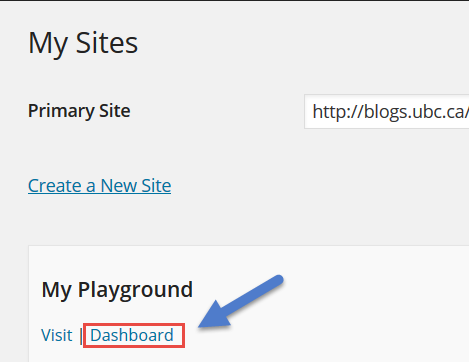 My Sites
Primary Site http://blogs.ubc.ca/
Create a New Site
My Playground
Visit | Dashboard